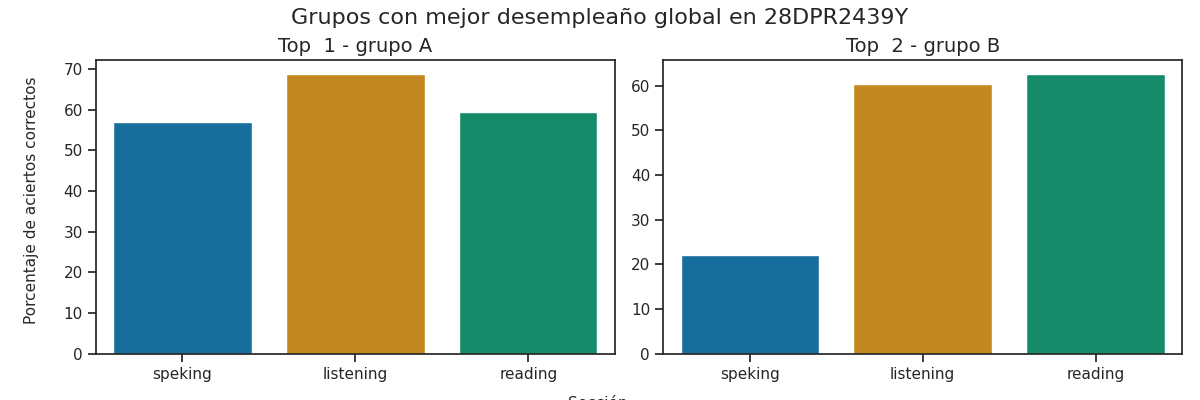 Grupos con mejor desempleaño global en 28DPR2439Y
Top 1 - grupo A
Top 2 - grupo B
Porcentaje de aciertos correctos
70
60
50
40
30
20
10
0
speking
listening
reading
60
50
40
30
20
10
0
speking
listening
reading
Sección